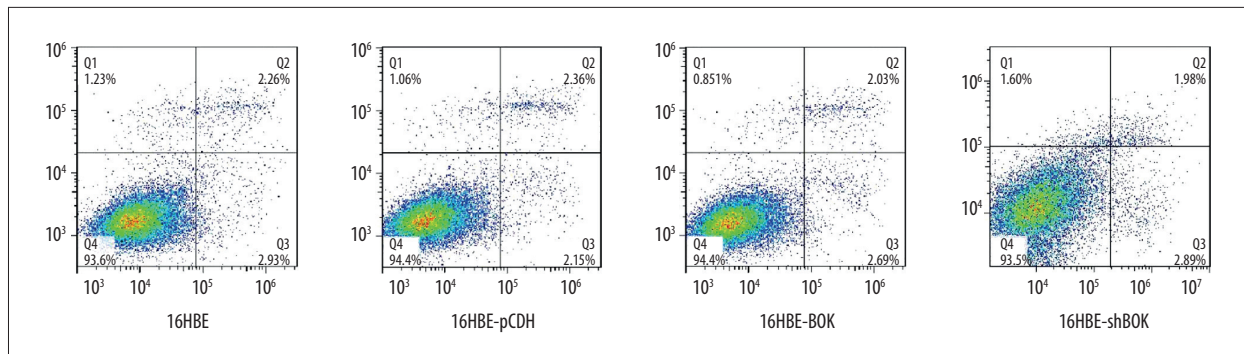 10⁶
Q1
1.23%
Q2
2.26%
10⁵
10⁴
10³
Q4
93.6%
Q3
2.93%
10³ 10⁴ 10⁵ 10⁶
16HBE
10⁶
Q1
1.06%
Q2
2.36%
10⁵
10⁴
10³
Q4
94.4%
Q3
2.15%
10³ 10⁴ 10⁵ 10⁶
16HBE-pCDH
10⁶
Q1
0.851%
Q2
2.03%
10⁵
10⁴
10³
Q4
94.4%
Q3
2.69%
10³ 10⁴ 10⁵ 10⁶
16HBE-BOK
Q1
1.60%
Q2
1.98%
10⁶
10⁵
10⁴
Q4
93.5%
Q3
2.89%
10⁴ 10⁵ 10⁶ 10⁷
16HBE-shBOK